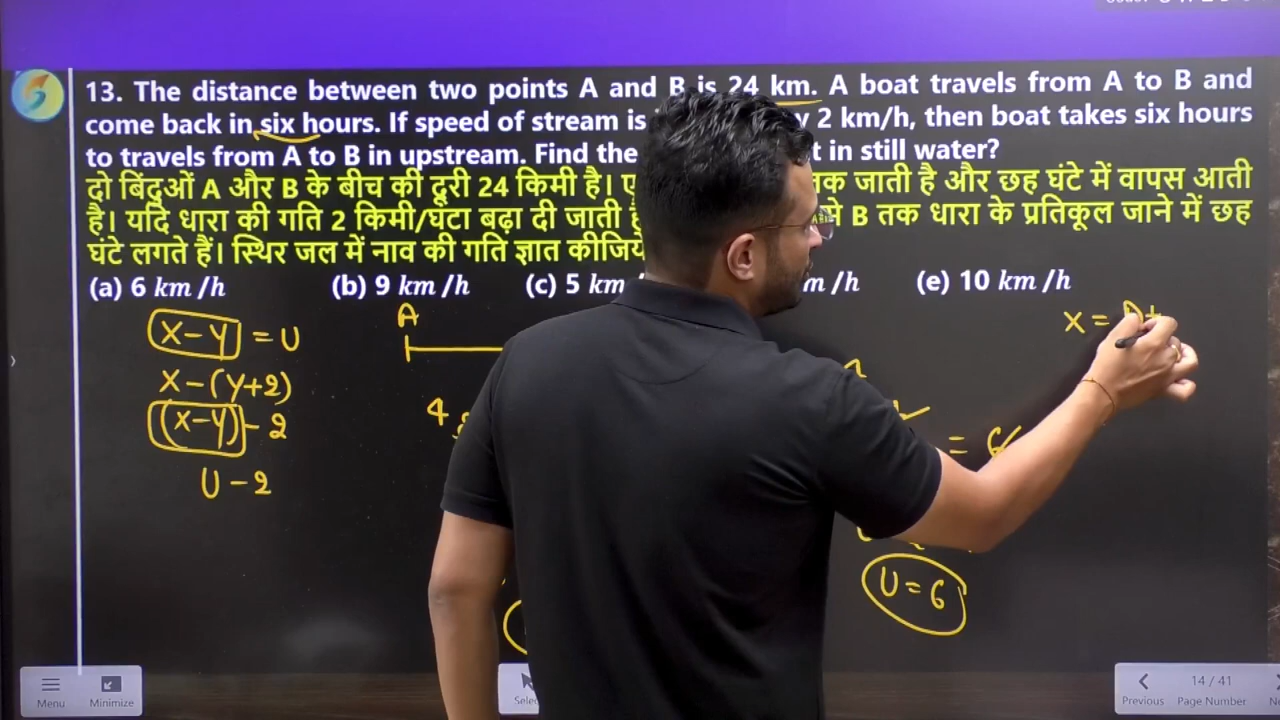 13. The distance between two points A and B is 24 km. A boat travels from A to B and
come back in six hours. If speed of stream is 2 km/h, then boat takes six hours
to travels from A to B in upstream. Find the in still water?
दो बिंदुओं A और B के बीच की दूरी 24 किमी है। तक जाती है और छह घंटे में वापस आती
है। यदि धारा की गति 2 किमी/घंटा बढ़ा दी जाती B तक धारा के प्रतिकूल जाने में छह
घंटे लगते हैं। स्थिर जल में नाव की गति ज्ञात
(a) 6 km/h (b) 9 km/h (c) 5 km (e) 10 km/h
A
X-Y = U
X =
X-(Y+2)
(X-Y)-2
4
= 6
U-2
U=6
Menu
Minimize
Previous
14 / 41
Page Number